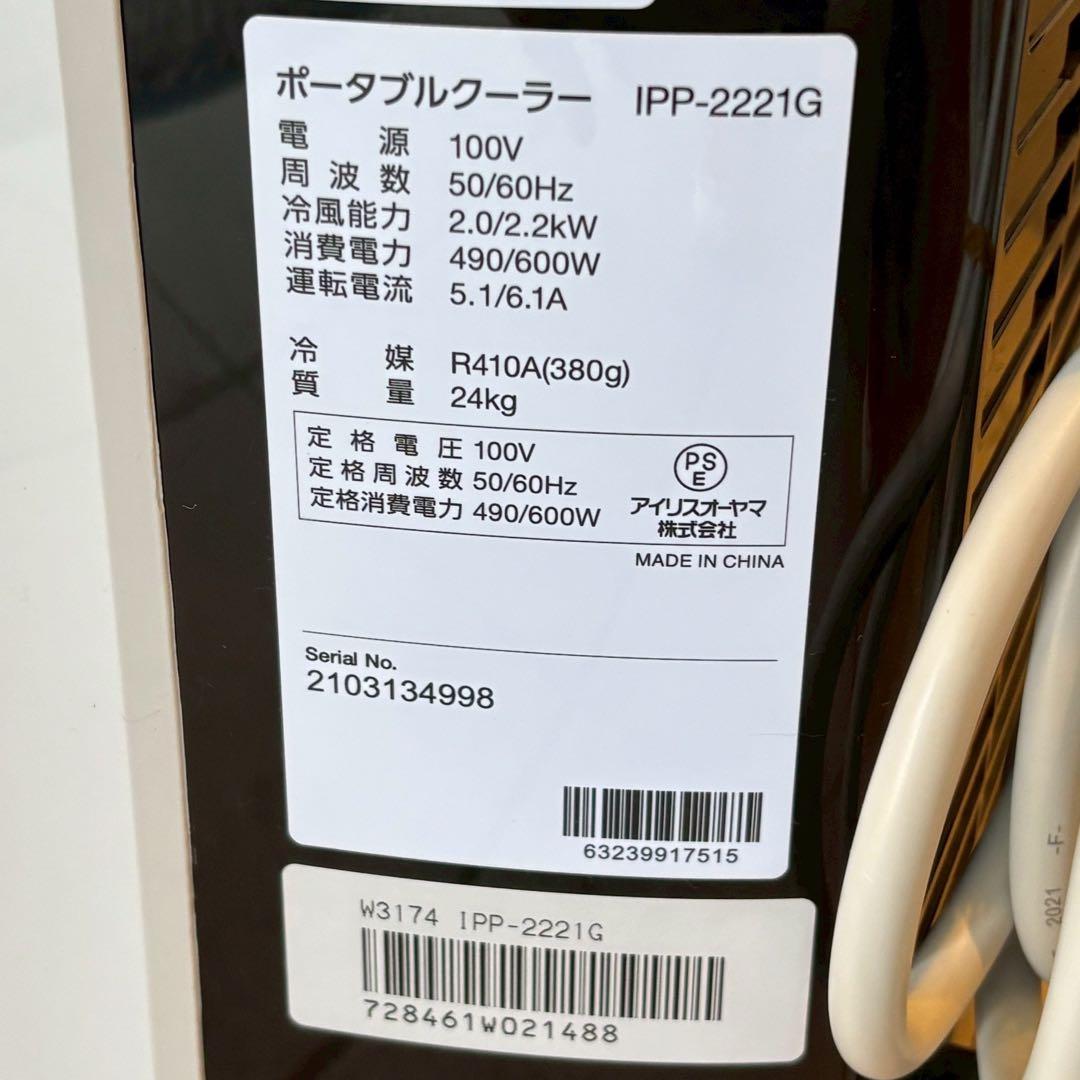 ポータブルクーラー IPP-2221G
電源 100V
周波数 50/60Hz
冷風能力 2.0/2.2kW
消費電力 490/600W
運転電流 5.1/6.1A
冷媒 R410A(380g)
質量 24kg
定格電圧 100V
定格周波数 50/60Hz
定格消費電力 490/600W
PSE
アイリスオーヤマ
株式会社
MADE IN CHINA
Serial No.
2103134998
63239917515
W3174 IPP-2221G
728461W021488
2021 -F-